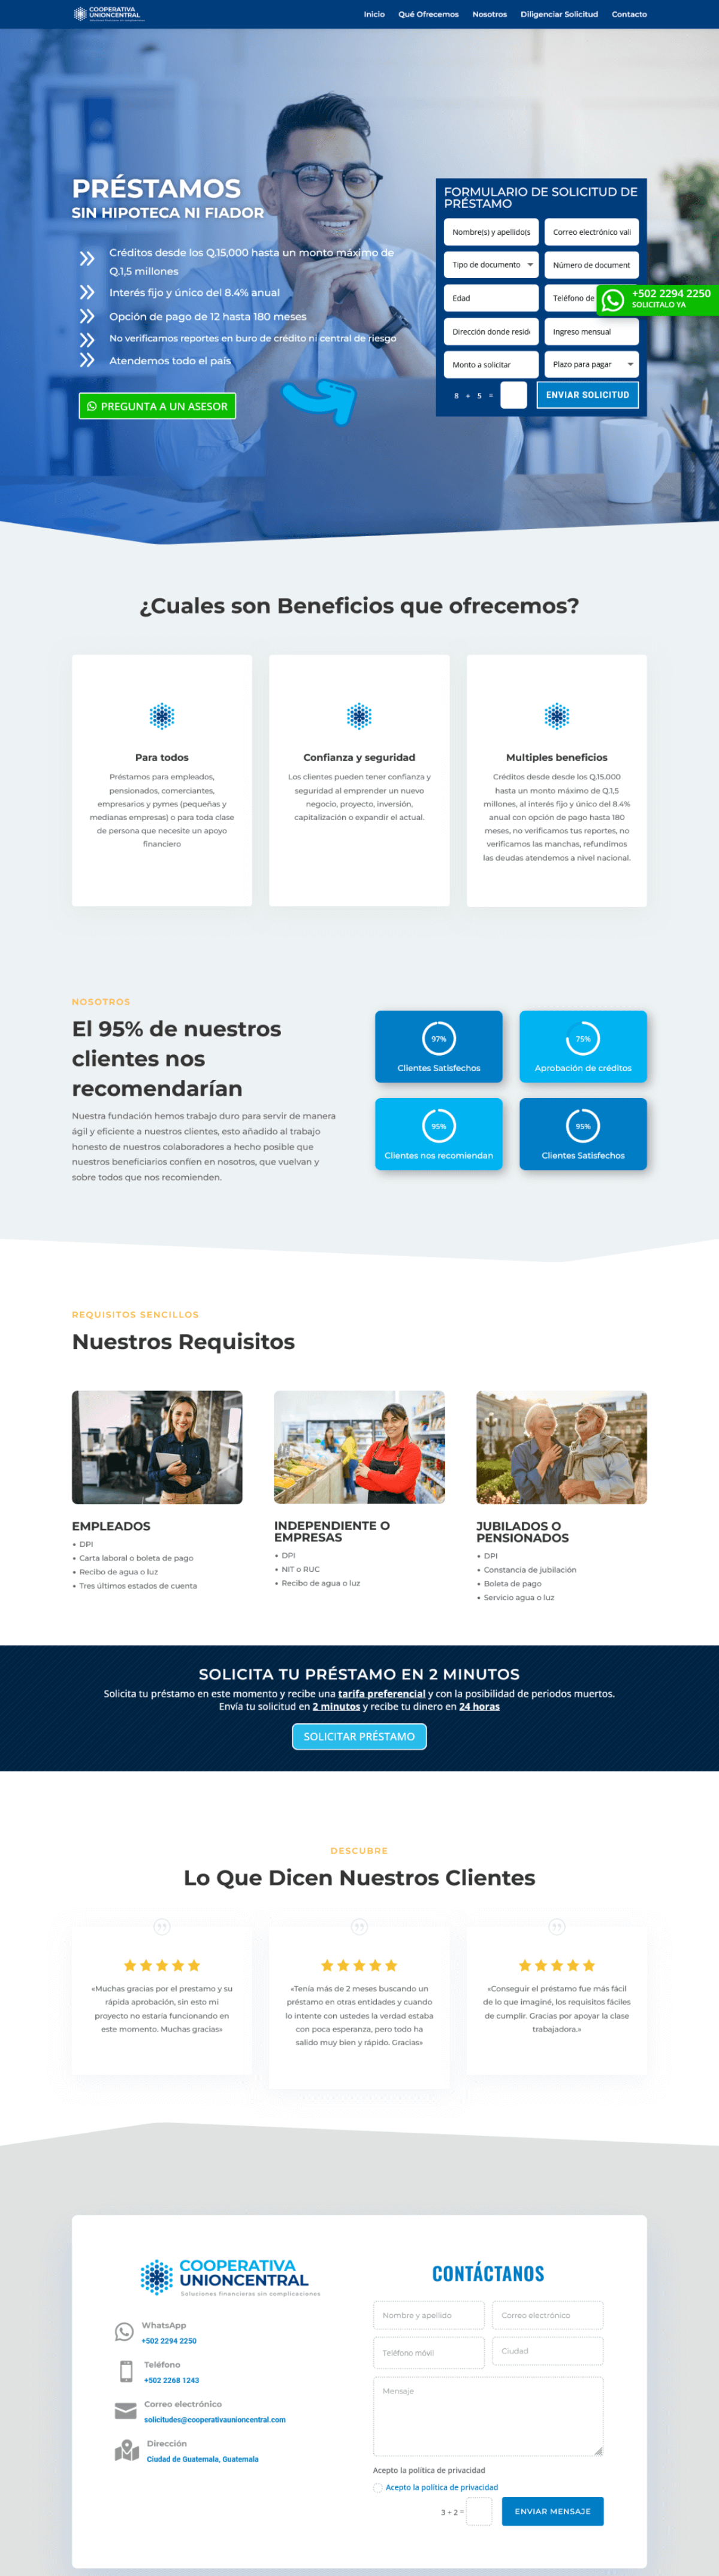 COOPERATIVA
UNIONCENTRAL
Inicio
Qué Ofrecemos
Nosotros
Diligenciar Solicitud
Contacto
PRÉSTAMOS
SIN HIPOTECA NI FIADOR
Créditos desde los Q.15,000 hasta un monto máximo de
Q.1,5 millones
Interés fijo y único del 8.4% anual
Opción de pago de 12 hasta 180 meses
No verificamos reportes en buro de crédito ni central de riesgo
Atendemos todo el país
PREGUNTA A UN ASESOR
FORMULARIO DE SOLICITUD DE
PRÉSTAMO
Nombre(s) y apellido(s
Correo electrónico vali
Tipo de documento
Número de document
Edad
Teléfono de
+502 2294 2250
SOLICITALO YA
Dirección donde reside
Ingreso mensual
Monto a solicitar
Plazo para pagar
8 + 5 =
ENVIAR SOLICITUD
¿Cuales son Beneficios que ofrecemos?
Para todos
Préstamos para empleados,
pensionados, comerciantes,
empresarios y pymes (pequeñas y
medianas empresas) o para toda clase
de persona que necesite un apoyo
financiero
Confianza y seguridad
Los clientes pueden tener confianza y
seguridad al emprender un nuevo
negocio, proyecto, inversión,
capitalización o expandir el actual.
Multiples beneficios
Créditos desde desde los Q.15.000
hasta un monto máximo de Q.1,5
millones, al interés fijo y único del 8.4%
anual con opción de pago hasta 180
meses, no verificamos tus reportes, no
verificamos las manchas, refundimos
las deudas atendemos a nivel nacional.
NOSOTROS
El 95% de nuestros
clientes nos
recomendarían
Nuestra fundación hemos trabajo duro para servir de manera
ágil y eficiente a nuestros clientes, esto añadido al trabajo
honesto de nuestros colaboradores a hecho posible que
nuestros beneficiarios confíen en nosotros, que vuelvan y
sobre todos que nos recomienden.
97%
Clientes Satisfechos
75%
Aprobación de créditos
95%
Clientes nos recomiendan
95%
Clientes Satisfechos
REQUISITOS SENCILLOS
Nuestros Requisitos
EMPLEADOS
• DPI
• Carta laboral o boleta de pago
• Recibo de agua o luz
• Tres últimos estados de cuenta
INDEPENDIENTE O
EMPRESAS
• DPI
• NIT o RUC
• Recibo de agua o luz
JUBILADOS O
PENSIONADOS
• DPI
• Constancia de jubilación
• Boleta de pago
• Servicio agua o luz
SOLICITA TU PRÉSTAMO EN 2 MINUTOS
Solicita tu préstamo en este momento y recibe una tarifa preferencial y con la posibilidad de periodos muertos.
Envía tu solicitud en 2 minutos y recibe tu dinero en 24 horas
SOLICITAR PRÉSTAMO
DESCUBRE
Lo Que Dicen Nuestros Clientes
«Muchas gracias por el prestamo y su
rápida aprobación, sin esto mi
proyecto no estaría funcionando en
este momento. Muchas gracias»
«Tenía más de 2 meses buscando un
préstamo en otras entidades y cuando
lo intente con ustedes la verdad estaba
con poca esperanza, pero todo ha
salido muy bien y rápido. Gracias»
«Conseguir el préstamo fue más fácil
de lo que imaginé, los requisitos fáciles
de cumplir. Gracias por apoyar la clase
trabajadora.»
COOPERATIVA
UNIONCENTRAL
Soluciones financieras sin complicaciones
WhatsApp
+502 2294 2250
Teléfono
+502 2268 1243
Correo electrónico
solicitudes@cooperativaunioncentral.com
Dirección
Ciudad de Guatemala, Guatemala
CONTÁCTANOS
Nombre y apellido
Correo electrónico
Teléfono móvil
Ciudad
Mensaje
Acepto la política de privacidad
Acepto la política de privacidad
3 + 2 =
ENVIAR MENSAJE